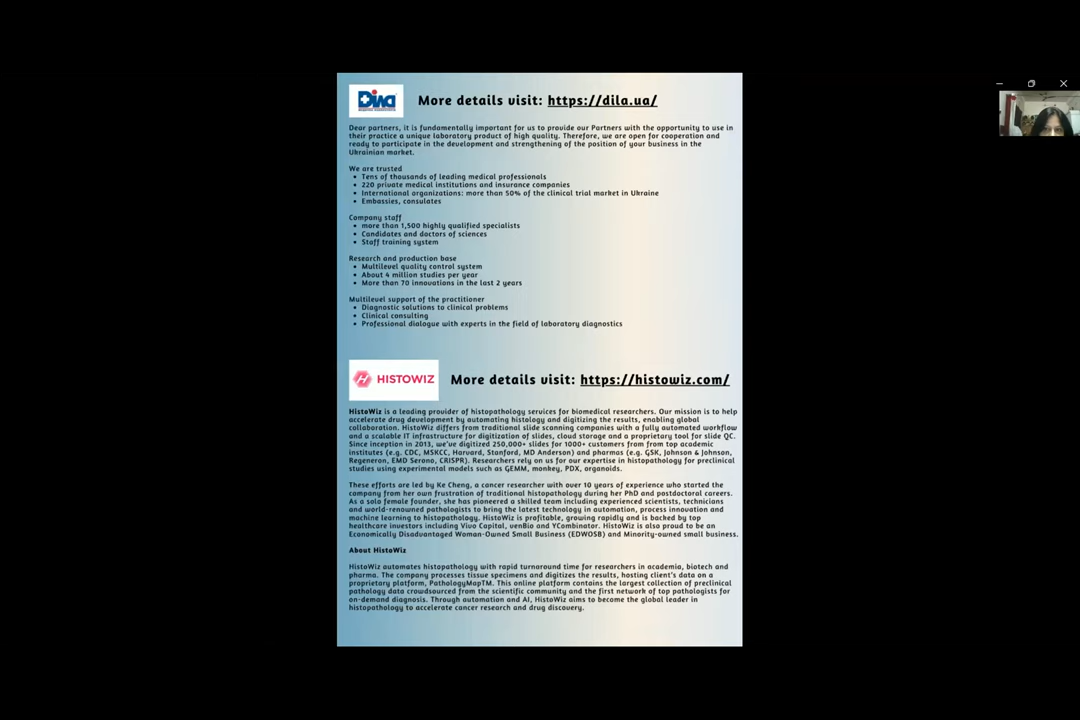 Dila
More details visit: https://dila.ua/
Dear partners, it is fundamentally important for us to provide our Partners with the opportunity to use in
their practice a unique laboratory product of high quality. Therefore, we are open for cooperation and
ready to participate in the development and strengthening of the position of your business in the
Ukrainian market.
We are trusted
• Tens of thousands of leading medical professionals
• 220 private medical institutions and insurance companies
• International organizations: more than 50% of the clinical trial market in Ukraine
• Embassies, consulates
Company staff
• more than 1,500 highly qualified specialists
• Candidates and doctors of sciences
• Staff training system
Research and production base
• Multilevel quality control system
• About 4 million studies per year
• More than 70 innovations in the last 2 years
Multilevel support of the practitioner
• Diagnostic solutions to clinical problems
• Clinical consulting
• Professional dialogue with experts in the field of laboratory diagnostics
HISTOWIZ
More details visit: https://histowiz.com/
HistoWiz is a leading provider of histopathology services for biomedical researchers. Our mission is to help
accelerate drug development by automating histology and digitizing the results, enabling global
collaboration. HistoWiz differs from traditional slide scanning companies with a fully automated workflow
and a scalable IT infrastructure for digitization of slides, cloud storage and a proprietary tool for slide QC.
Since inception in 2013, we've digitized 250,000+ slides for 1000+ customers from from top academic
institutes (e.g. CDC, MSKCC, Harvard, Stanford, MD Anderson) and pharmas (e.g. GSK, Johnson & Johnson,
Regeneron, EMD Serono, CRISPR). Researchers rely on us for our expertise in histopathology for preclinical
studies using experimental models such as GEMM, monkey, PDX, organoids.
These efforts are led by Ke Cheng, a cancer researcher with over 10 years of experience who started the
company from her own frustration of traditional histopathology during her PhD and postdoctoral careers.
As a solo female founder, she has pioneered a skilled team including experienced scientists, technicians
and world-renowned pathologists to bring the latest technology in automation, process innovation and
machine learning to histopathology. HistoWiz is profitable, growing rapidly and is backed by top
healthcare investors including Vivo Capital, venBio and YCombinator. HistoWiz is also proud to be an
Economically Disadvantaged Woman-Owned Small Business (EDWOSB) and Minority-owned small business.
About HistoWiz
HistoWiz automates histopathology with rapid turnaround time for researchers in academia, biotech and
pharma. The company processes tissue specimens and digitizes the results, hosting client's data on a
proprietary platform, PathologyMapTM. This online platform contains the largest collection of preclinical
pathology data crowdsourced from the scientific community and the first network of top pathologists for
on-demand diagnosis. Through automation and AI, HistoWiz aims to become the global leader in
histopathology to accelerate cancer research and drug discovery.